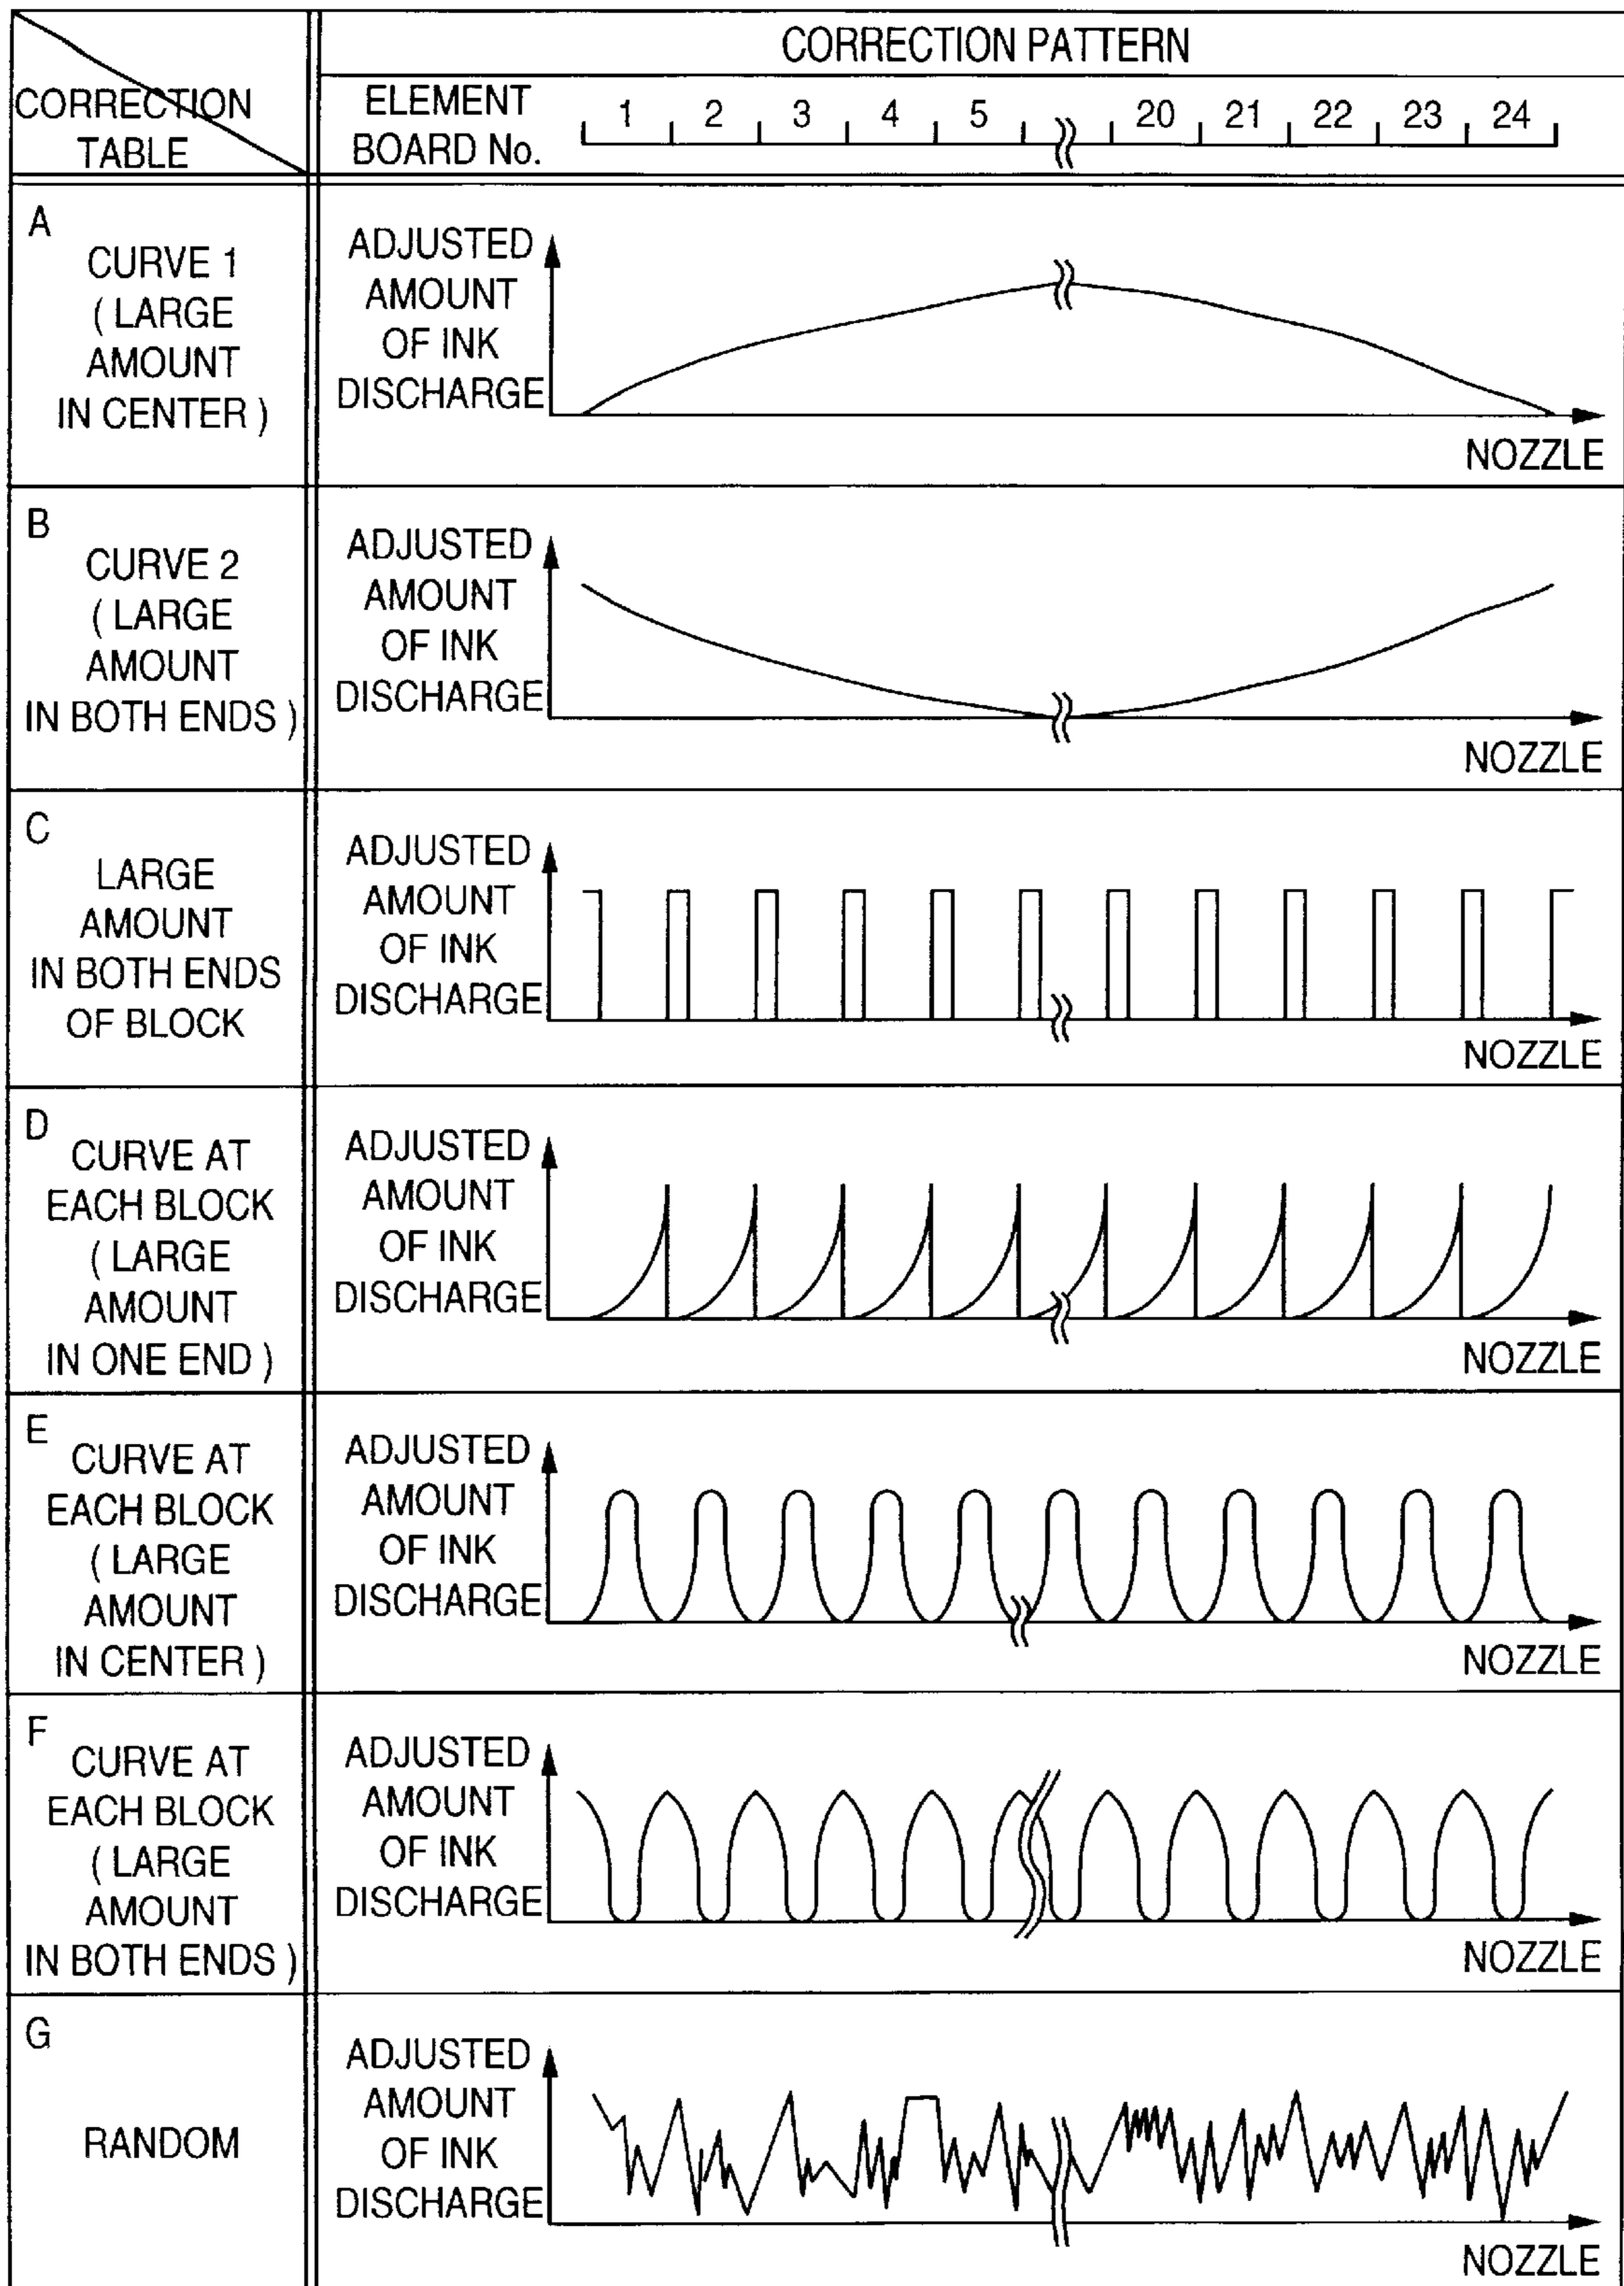 CORRECTION PATTERN
CORRECTION
TABLE
ELEMENT
BOARD No.
1 2 3 4 5 20 21 22 23 24
A
CURVE 1
( LARGE
AMOUNT
IN CENTER )
ADJUSTED
AMOUNT
OF INK
DISCHARGE
NOZZLE
B
CURVE 2
( LARGE
AMOUNT
IN BOTH ENDS )
ADJUSTED
AMOUNT
OF INK
DISCHARGE
NOZZLE
C
LARGE
AMOUNT
IN BOTH ENDS
OF BLOCK
ADJUSTED
AMOUNT
OF INK
DISCHARGE
NOZZLE
D
CURVE AT
EACH BLOCK
( LARGE
AMOUNT
IN ONE END )
ADJUSTED
AMOUNT
OF INK
DISCHARGE
NOZZLE
E
CURVE AT
EACH BLOCK
( LARGE
AMOUNT
IN CENTER )
ADJUSTED
AMOUNT
OF INK
DISCHARGE
NOZZLE
F
CURVE AT
EACH BLOCK
( LARGE
AMOUNT
IN BOTH ENDS )
ADJUSTED
AMOUNT
OF INK
DISCHARGE
NOZZLE
G
RANDOM
ADJUSTED
AMOUNT
OF INK
DISCHARGE
NOZZLE